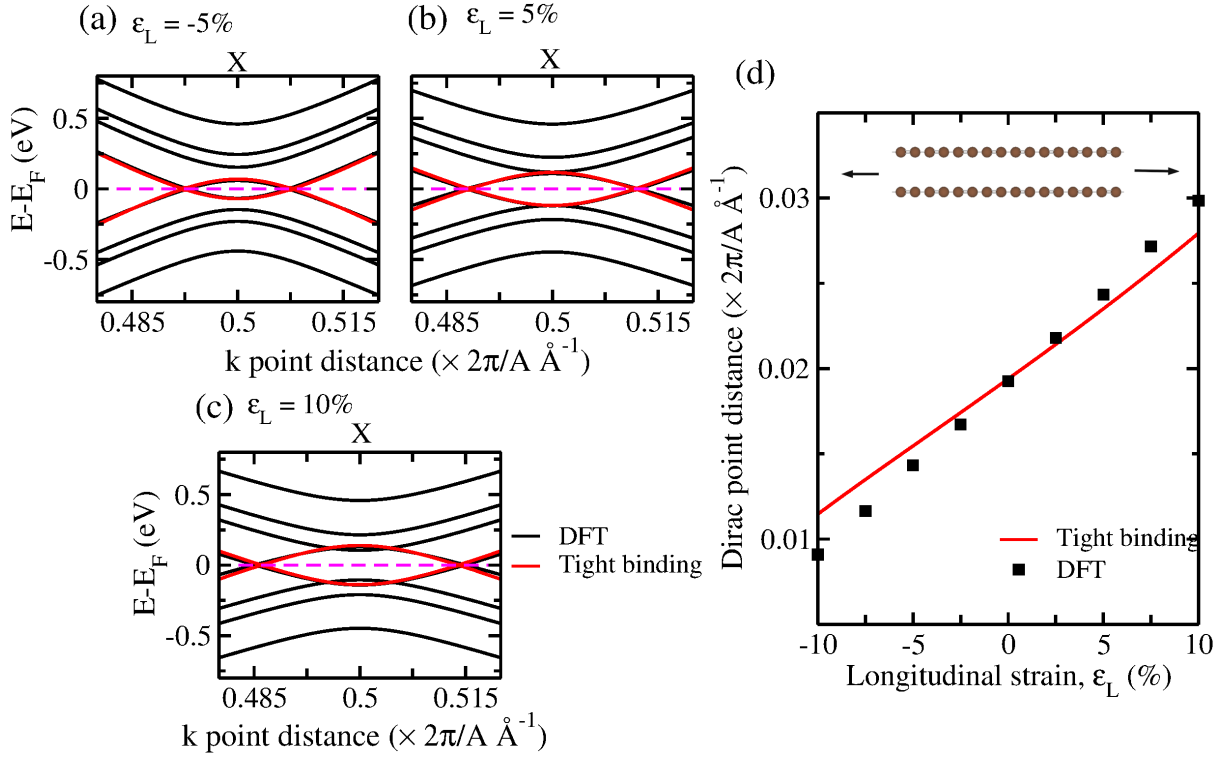 (a) ε_L = -5%
X
0.5
0
-0.5
E-E_F (eV)
0.485 0.5 0.515
(b) ε_L = 5%
X
0.485 0.5 0.515
k point distance (× 2π/A Å⁻¹)
(c) ε_L = 10%
X
0.5
0
-0.5
E-E_F (eV)
0.485 0.5 0.515
k point distance (× 2π/A Å⁻¹)
DFT
Tight binding
(d)
0.03
0.02
0.01
Dirac point distance (× 2π/A Å⁻¹)
Tight binding
DFT
-10 -5 0 5 10
Longitudinal strain, ε_L (%)